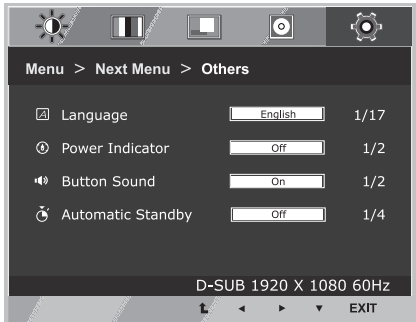 Menu > Next Menu > Others
A Language English 1/17
Power Indicator Off 1/2
Button Sound On 1/2
Automatic Standby Off 1/4
D-SUB 1920 X 1080 60Hz
EXIT